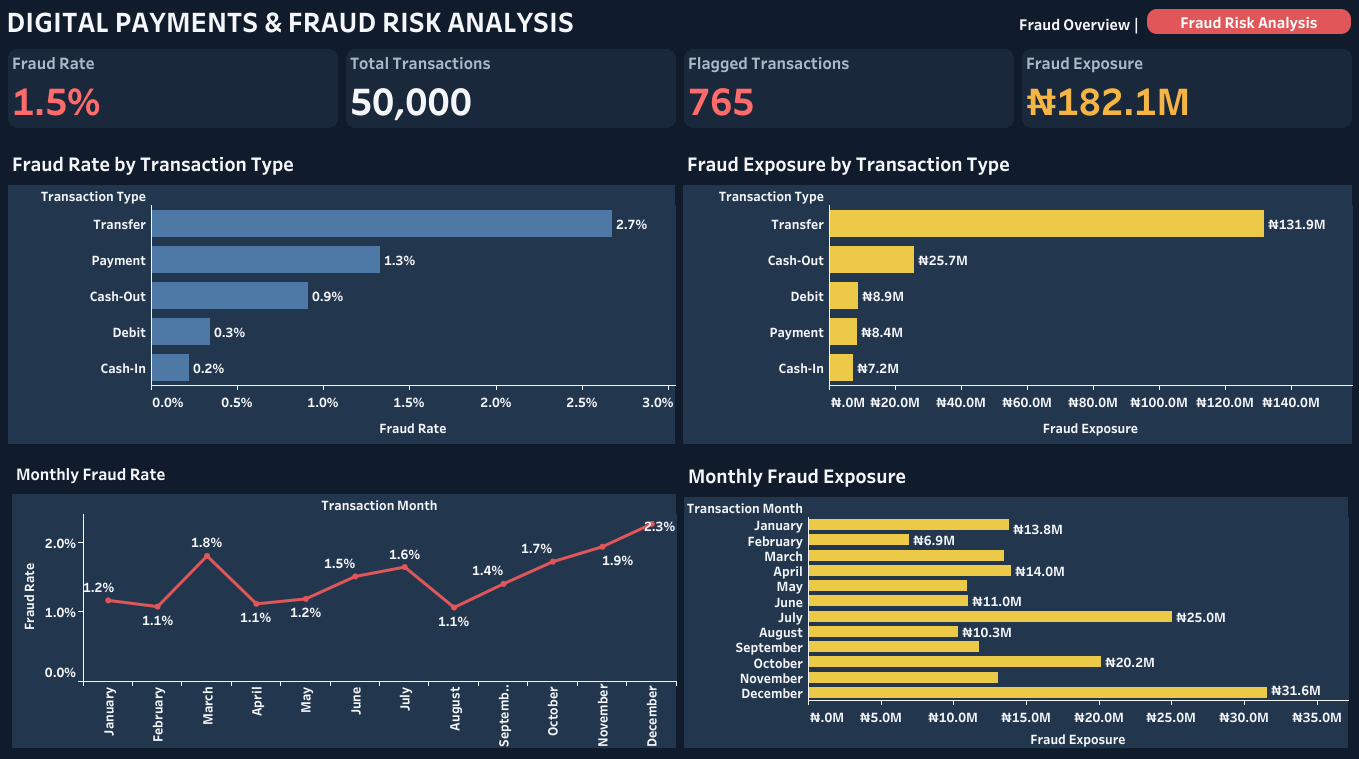 DIGITAL PAYMENTS & FRAUD RISK ANALYSIS
Fraud Overview |
Fraud Risk Analysis
Fraud Rate
1.5%
Total Transactions
50,000
Flagged Transactions
765
Fraud Exposure
₦182.1M
Fraud Rate by Transaction Type
Transaction Type
Transfer
2.7%
Payment
1.3%
Cash-Out
0.9%
Debit
0.3%
Cash-In
0.2%
0.0% 0.5% 1.0% 1.5% 2.0% 2.5% 3.0%
Fraud Rate
Fraud Exposure by Transaction Type
Transaction Type
Transfer
₦131.9M
Cash-Out
₦25.7M
Debit
₦8.9M
Payment
₦8.4M
Cash-In
₦7.2M
₦.0M ₦20.0M ₦40.0M ₦60.0M ₦80.0M ₦100.0M ₦120.0M ₦140.0M
Fraud Exposure
Monthly Fraud Rate
Transaction Month
Fraud Rate
2.0%
1.0%
0.0%
1.2%
1.1%
1.8%
1.1%
1.2%
1.5%
1.6%
1.1%
1.4%
1.7%
1.9%
2.3%
January
February
March
April
May
June
July
August
Septemb..
October
November
December
Monthly Fraud Exposure
Transaction Month
January
₦13.8M
February
₦6.9M
March
April
₦14.0M
May
June
₦11.0M
July
₦25.0M
August
₦10.3M
September
October
₦20.2M
November
December
₦31.6M
₦.0M ₦5.0M ₦10.0M ₦15.0M ₦20.0M ₦25.0M ₦30.0M ₦35.0M
Fraud Exposure